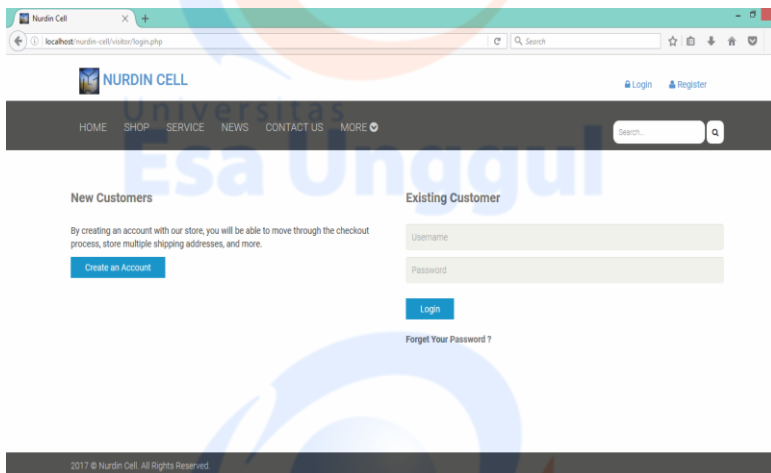 Nurdin Cell
localhost/nurdin-cell/visitor/login.php
Search
NURDIN CELL
Login
Register
Universitas
Esa Unggul
HOME SHOP SERVICE NEWS CONTACT US MORE
Search..
New Customers
By creating an account with our store, you will be able to move through the checkout
process, store multiple shipping addresses, and more.
Create an Account
Existing Customer
Username
Password
Login
Forget Your Password ?
2017 © Nurdin Cell. All Rights Reserved.